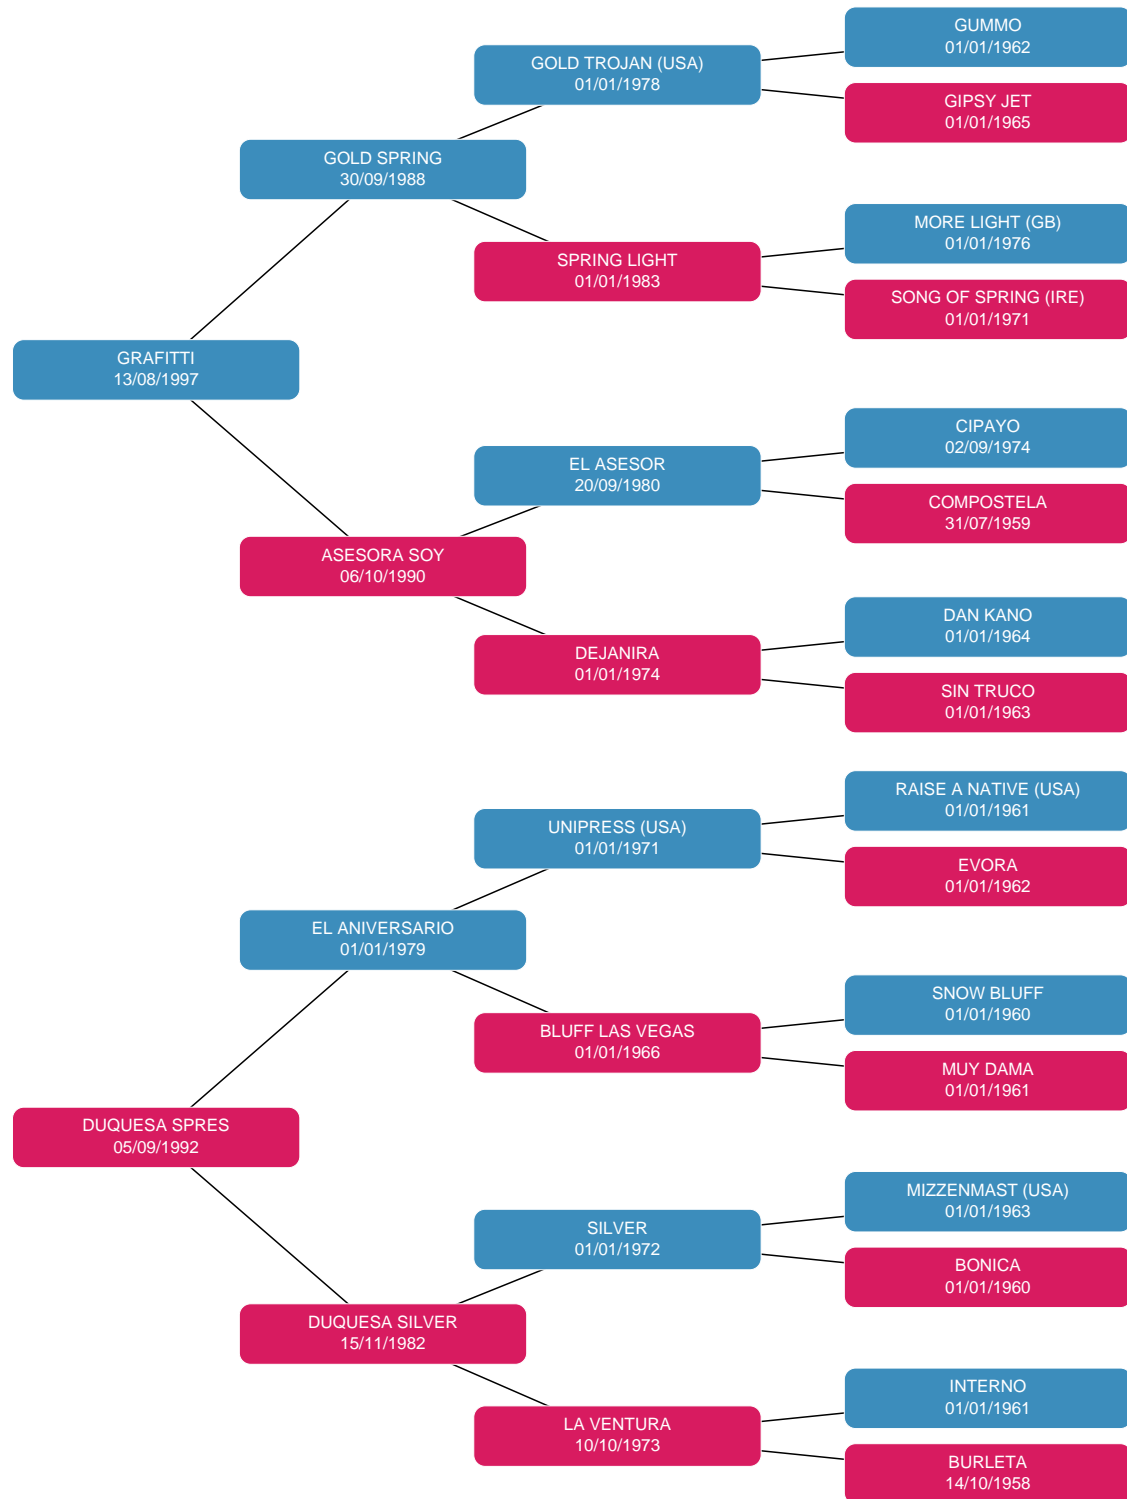 GUMMO
01/01/1962
GOLD TROJAN (USA)
01/01/1978
GIPSY JET
01/01/1965
GOLD SPRING
30/09/1988
MORE LIGHT (GB)
01/01/1976
SPRING LIGHT
01/01/1983
SONG OF SPRING (IRE)
01/01/1971
GRAFITTI
13/08/1997
CIPAYO
02/09/1974
EL ASESOR
20/09/1980
COMPOSTELA
31/07/1959
ASESORA SOY
06/10/1990
DAN KANO
01/01/1964
DEJANIRA
01/01/1974
SIN TRUCO
01/01/1963
RAISE A NATIVE (USA)
01/01/1961
UNIPRESS (USA)
01/01/1971
EVORA
01/01/1962
EL ANIVERSARIO
01/01/1979
SNOW BLUFF
01/01/1960
BLUFF LAS VEGAS
01/01/1966
MUY DAMA
01/01/1961
DUQUESA SPRES
05/09/1992
MIZZENMAST (USA)
01/01/1963
SILVER
01/01/1972
BONICA
01/01/1960
DUQUESA SILVER
15/11/1982
INTERNO
01/01/1961
LA VENTURA
10/10/1973
BURLETA
14/10/1958